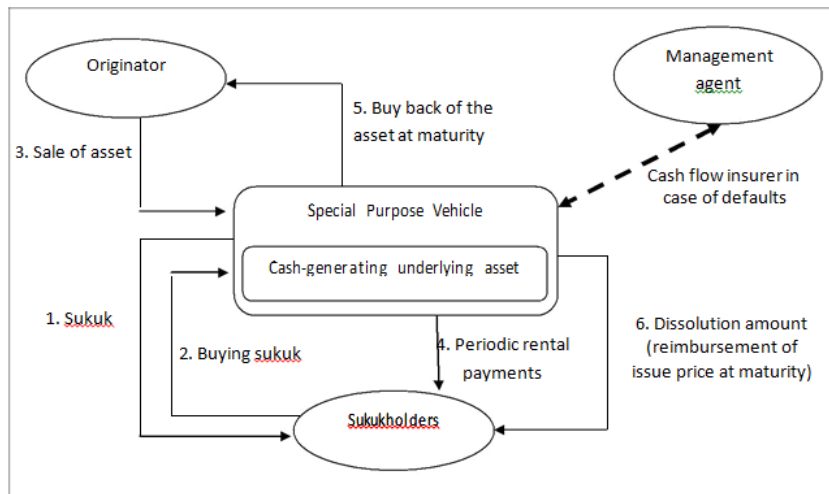 Originator
Management
agent
5. Buy back of the
asset at maturity
3. Sale of asset
Cash flow insurer in
case of defaults
Special Purpose Vehicle
Cash-generating underlying asset
1. Sukuk
2. Buying sukuk
4. Periodic rental
payments
6. Dissolution amount
(reimbursement of
issue price at maturity)
Sukukholders